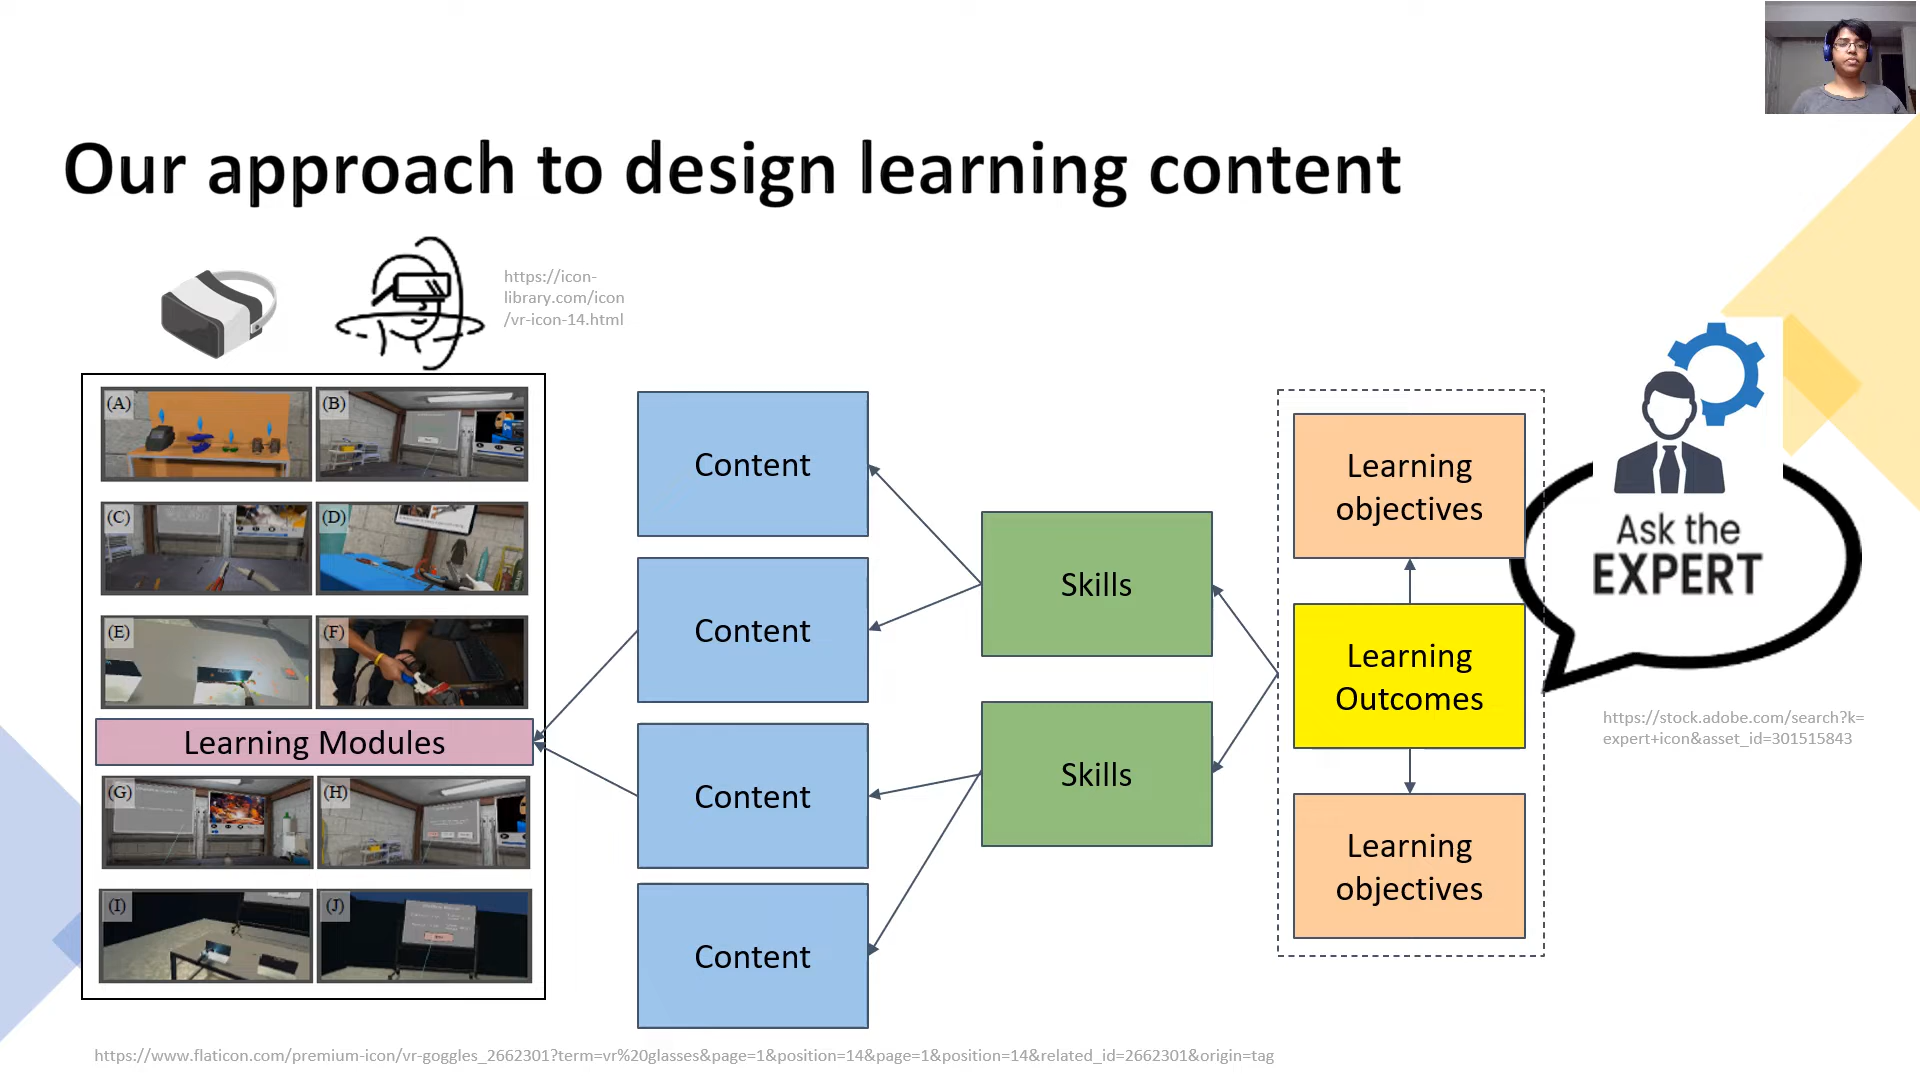 Our approach to design learning content
https://icon-
library.com/icon
/vr-icon-14.html
(A)
(B)
(C)
(D)
(E)
(F)
Learning Modules
(G)
(H)
(I)
(J)
Content
Content
Content
Content
Skills
Skills
Learning
objectives
Learning
Outcomes
Learning
objectives
Ask the
EXPERT
https://stock.adobe.com/search?k=
expert+icon&asset_id=301515843
https://www.flaticon.com/premium-icon/vr-goggles_2662301?term=vr%20glasses&page=1&position=14&page=1&position=14&related_id=2662301&origin=tag